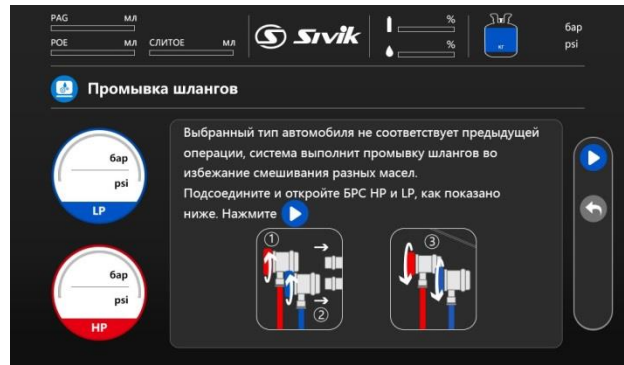 PAG мл
POE мл СЛИТОЕ мл
Sivik
%
%
кг
бар
psi
Промывка шлангов
бар
psi
LP
бар
psi
HP
Выбранный тип автомобиля не соответствует предыдущей
операции, система выполнит промывку шлангов во
избежание смешивания разных масел.
Подсоедините и откройте БРС HP и LP, как показано
ниже. Нажмите
①
②
③